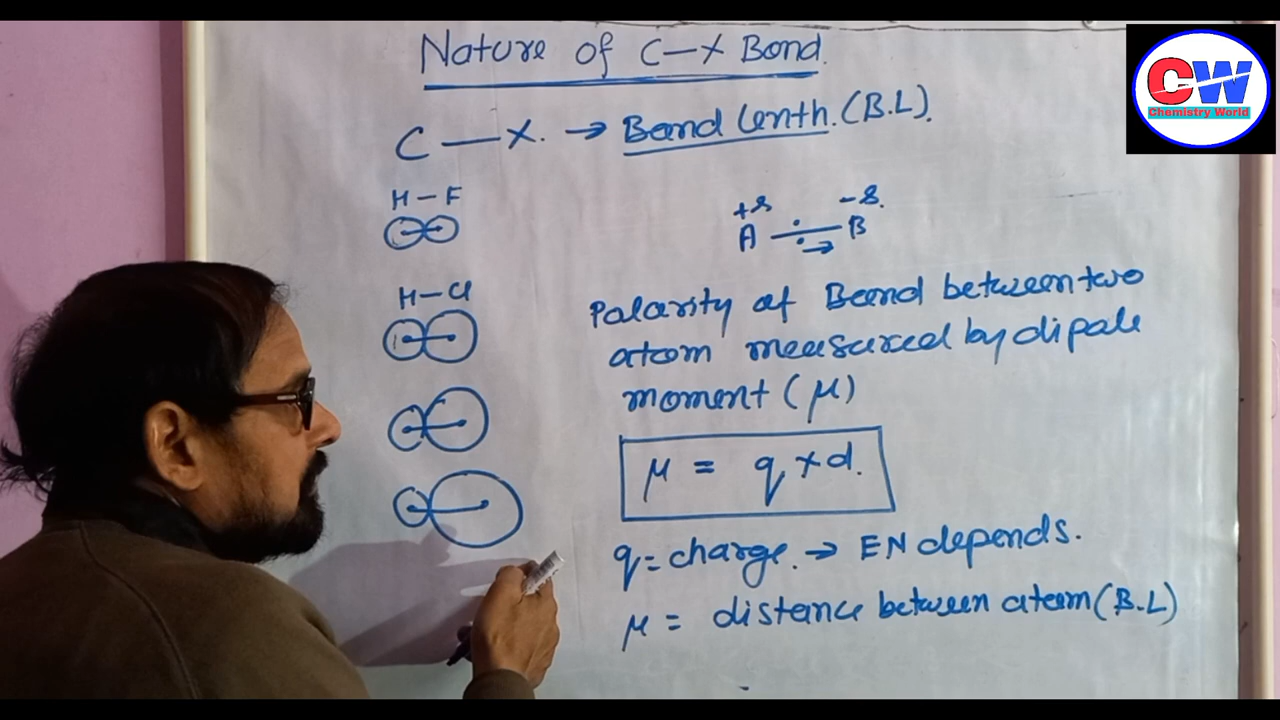 Nature of C–X Bond.
C — X. → Bond lenth. (B.L).
H – F
H – Cl
+δ -δ.
A B
Polarity of Bond between two
atom measured by dipole
moment (μ)
μ = q × d.
q = charge. → EN depends.
μ = distance between atom (B.L)
CW
Chemistry World